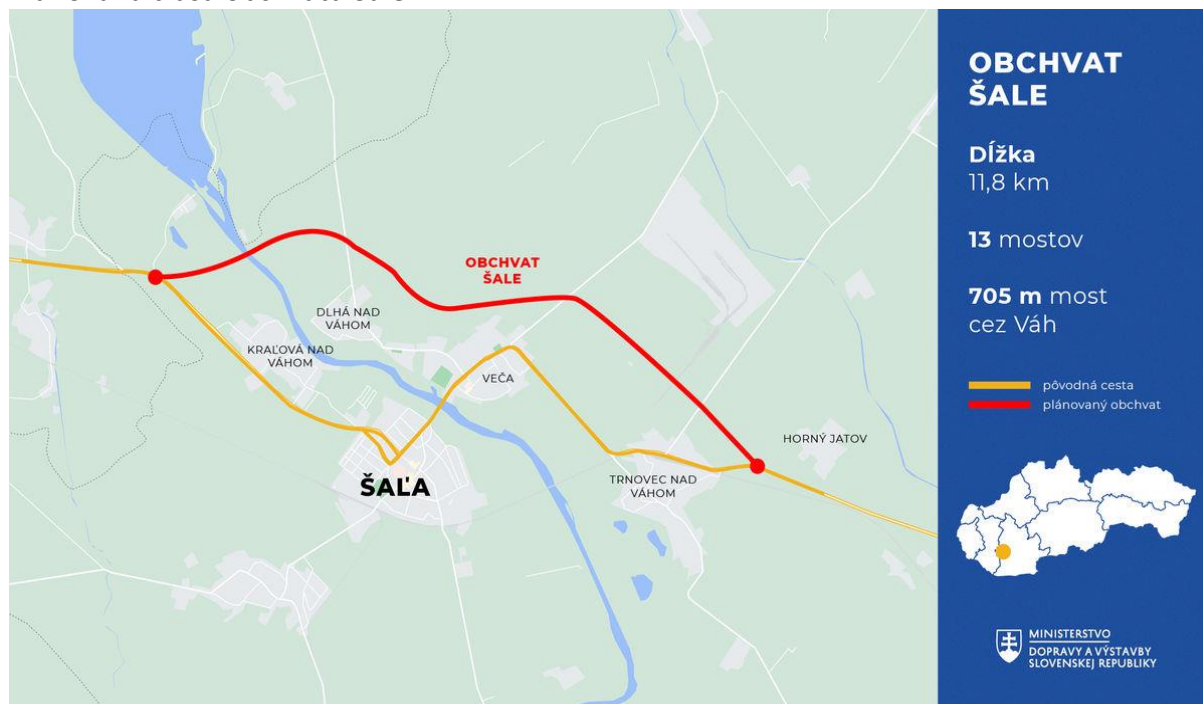 OBCHVAT
ŠALE
DLHÁ NAD
VÁHOM
KRAĽOVÁ NAD
VÁHOM
VEČA
ŠAĽA
TRNOVEC NAD
VÁHOM
HORNÝ JATOV
OBCHVAT
ŠALE
Dĺžka
11,8 km
13 mostov
705 m most
cez Váh
pôvodná cesta
plánovaný obchvat
MINISTERSTVO
DOPRAVY A VÝSTAVBY
SLOVENSKEJ REPUBLIKY